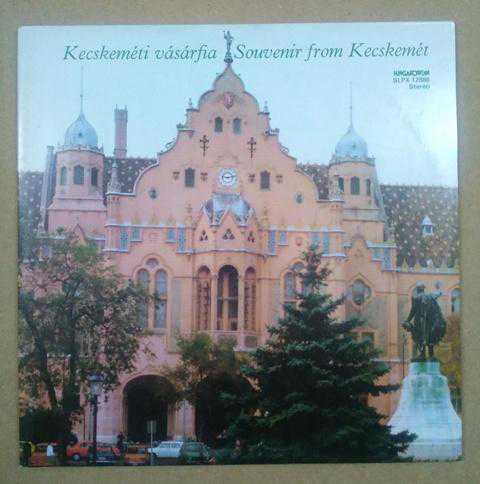 Kecskeméti vásárfia Souvenir from Kecskemét
HUNGAROTON
SLPX 12886
Stereo